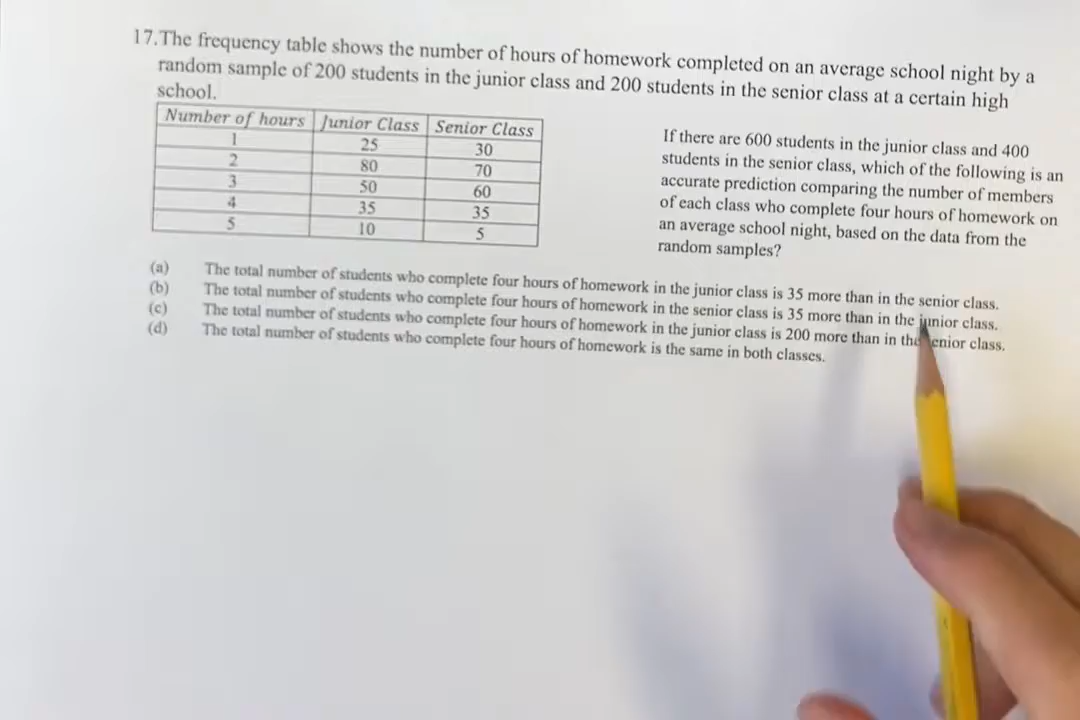 17.The frequency table shows the number of hours of homework completed on an average school night by a
random sample of 200 students in the junior class and 200 students in the senior class at a certain high
school.
Number of hours Junior Class Senior Class
1 25 30
2 80 70
3 50 60
4 35 35
5 10 5
If there are 600 students in the junior class and 400
students in the senior class, which of the following is an
accurate prediction comparing the number of members
of each class who complete four hours of homework on
an average school night, based on the data from the
random samples?
(a) The total number of students who complete four hours of homework in the junior class is 35 more than in the senior class.
(b) The total number of students who complete four hours of homework in the senior class is 35 more than in the junior class.
(c) The total number of students who complete four hours of homework in the junior class is 200 more than in the senior class.
(d) The total number of students who complete four hours of homework is the same in both classes.